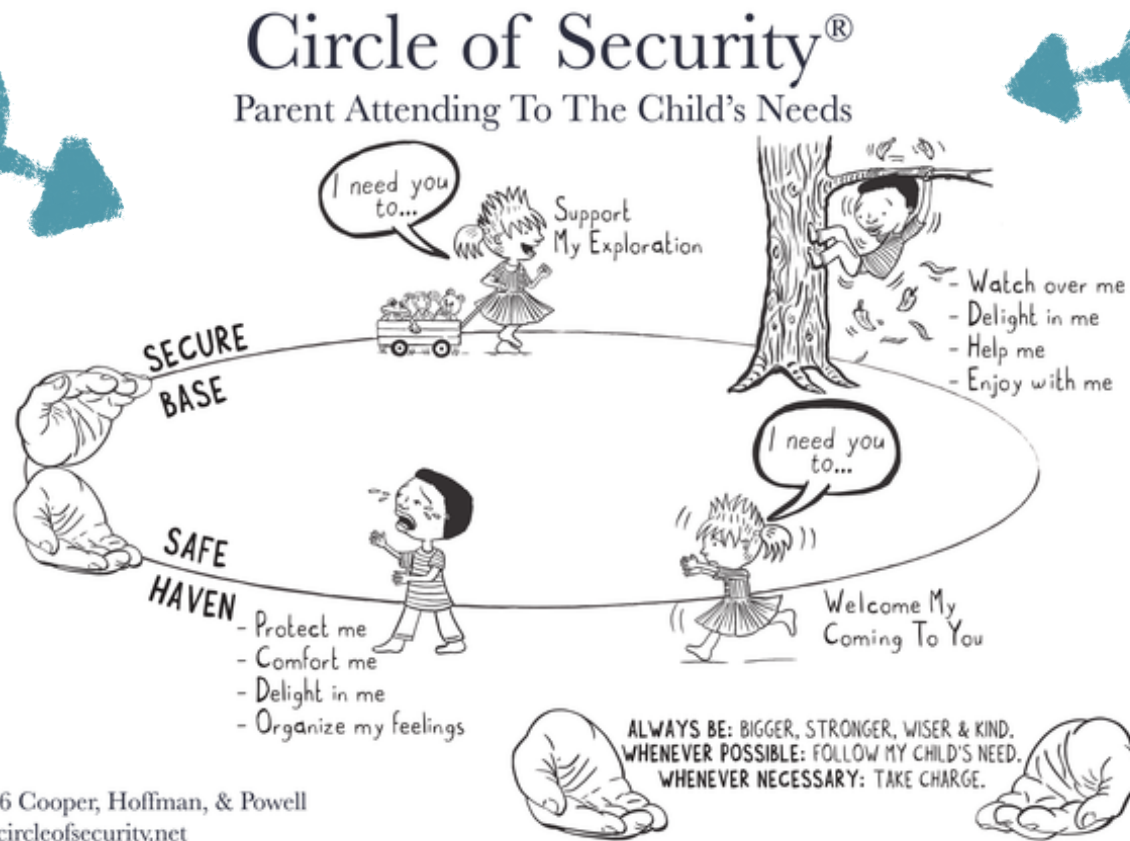 Circle of Security®
Parent Attending To The Child's Needs
I need you
to...
Support
My Exploration
- Watch over me
- Delight in me
- Help me
- Enjoy with me
SECURE
BASE
I need you
to...
SAFE
HAVEN
- Protect me
- Comfort me
- Delight in me
- Organize my feelings
Welcome My
Coming To You
ALWAYS BE: BIGGER, STRONGER, WISER & KIND.
WHENEVER POSSIBLE: FOLLOW MY CHILD'S NEED.
WHENEVER NECESSARY: TAKE CHARGE.
6 Cooper, Hoffman, & Powell
circleofsecurity.net